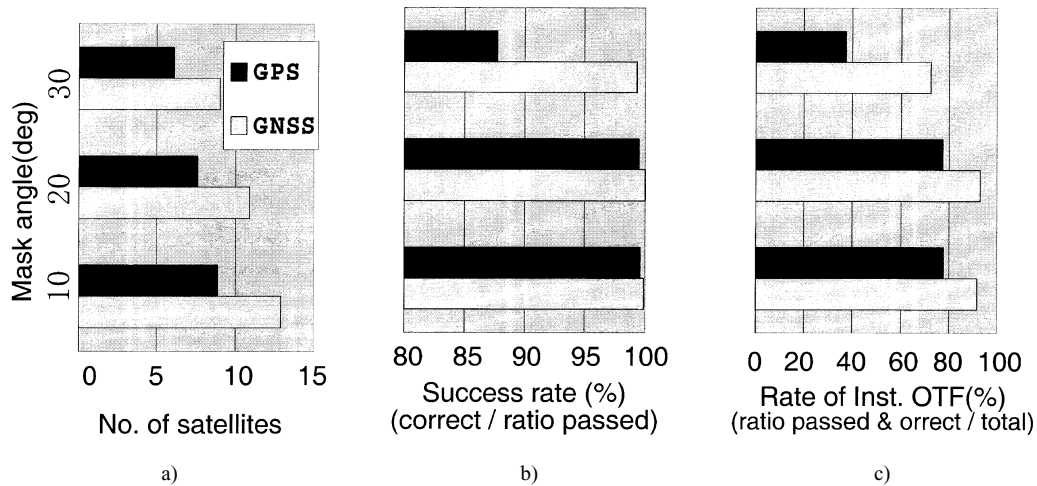 Mask angle(deg)
30
20
10
GPS
GNSS
0 5 10 15
No. of satellites
a)
80 85 90 95 100
Success rate (%)
(correct / ratio passed)
b)
0 20 40 60 80 100
Rate of Inst. OTF(%)
(ratio passed & orrect / total)
c)